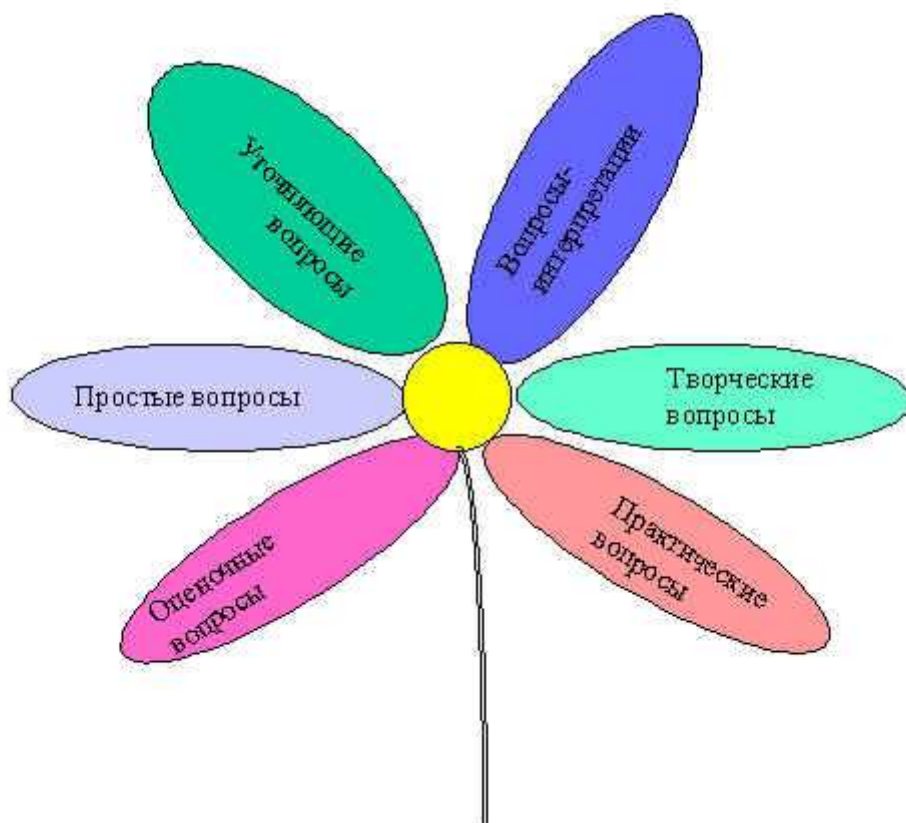 Уточняющие
вопросы
Вопросы-
интерпретации
Простые вопросы
Творческие
вопросы
Оценочные
вопросы
Практические
вопросы